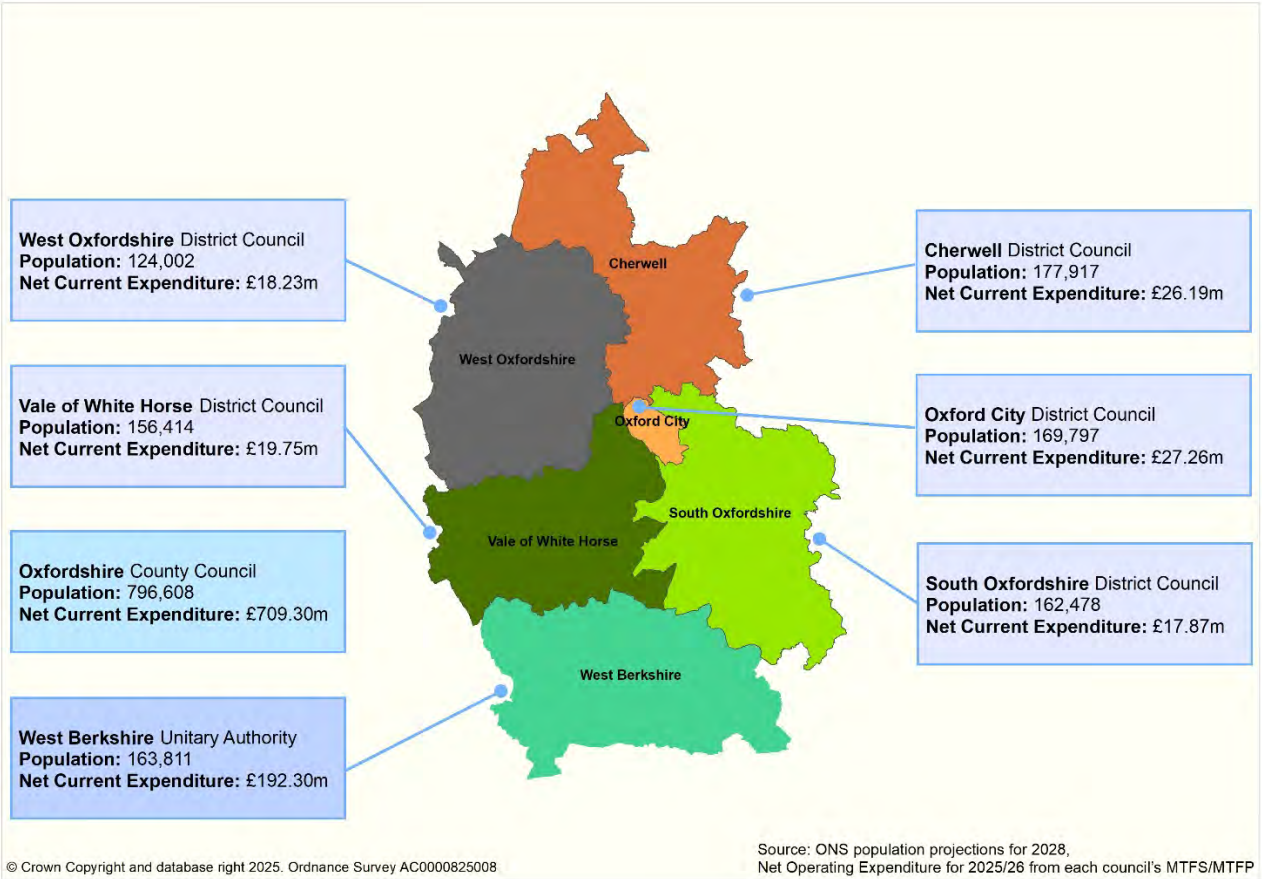 West Oxfordshire District Council
Population: 124,002
Net Current Expenditure: £18.23m
Vale of White Horse District Council
Population: 156,414
Net Current Expenditure: £19.75m
Oxfordshire County Council
Population: 796,608
Net Current Expenditure: £709.30m
West Berkshire Unitary Authority
Population: 163,811
Net Current Expenditure: £192.30m
Cherwell
West Oxfordshire
Oxford City
South Oxfordshire
Vale of White Horse
West Berkshire
Cherwell District Council
Population: 177,917
Net Current Expenditure: £26.19m
Oxford City District Council
Population: 169,797
Net Current Expenditure: £27.26m
South Oxfordshire District Council
Population: 162,478
Net Current Expenditure: £17.87m
© Crown Copyright and database right 2025. Ordnance Survey AC0000825008
Source: ONS population projections for 2028,
Net Operating Expenditure for 2025/26 from each council's MTFS/MTFP